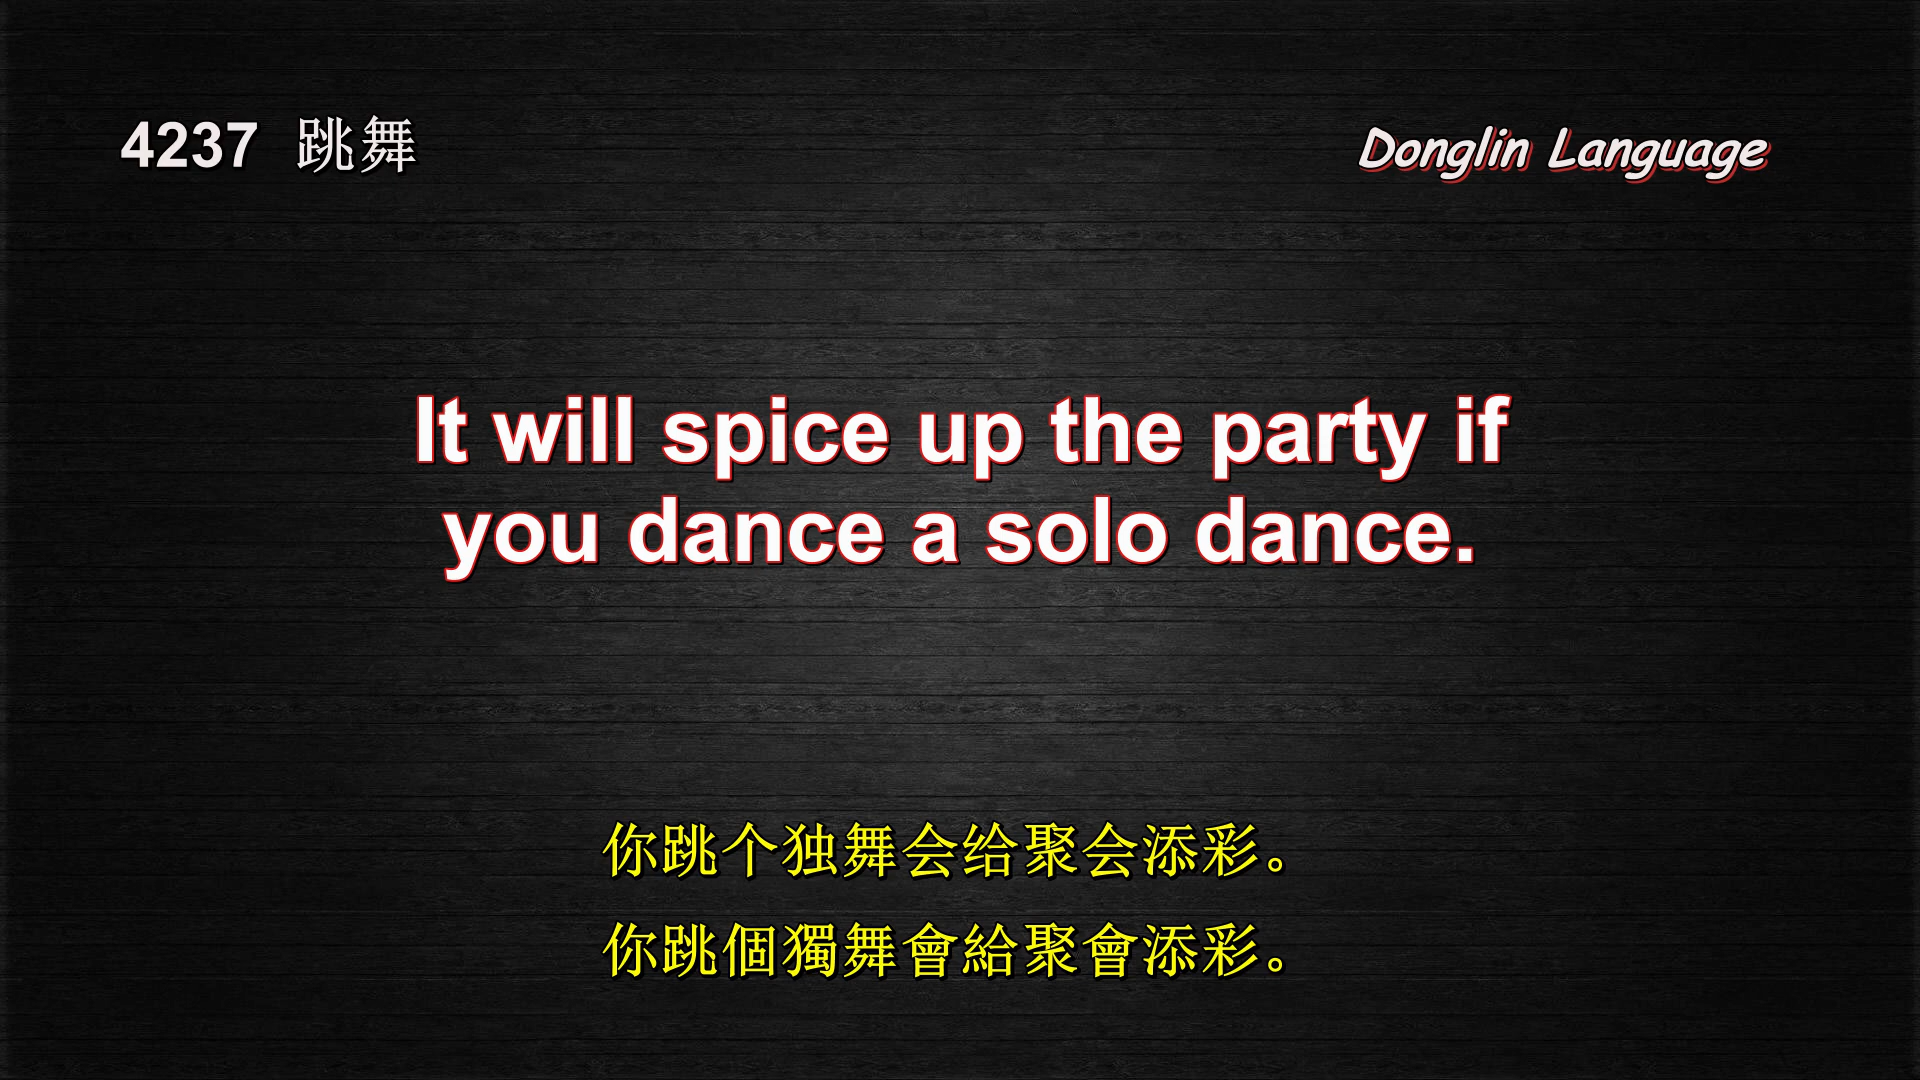 4237 跳舞
Donglin Language
It will spice up the party if
you dance a solo dance.
你跳个独舞会给聚会添彩。
你跳個獨舞會給聚會添彩。